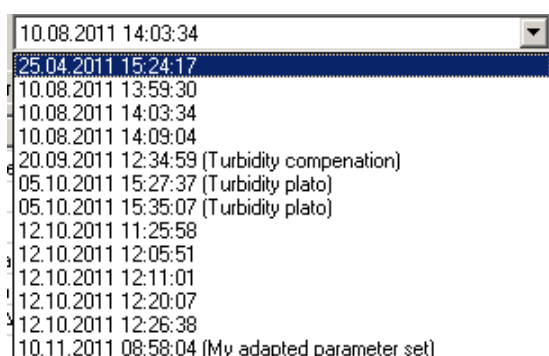 10.08.2011 14:03:34
25.04.2011 15:24:17
10.08.2011 13:59:30
10.08.2011 14:03:34
10.08.2011 14:09:04
20.09.2011 12:34:59 (Turbidity compenation)
05.10.2011 15:27:37 (Turbidity plato)
05.10.2011 15:35:07 (Turbidity plato)
12.10.2011 11:25:58
12.10.2011 12:05:51
12.10.2011 12:11:01
12.10.2011 12:20:07
12.10.2011 12:26:38
10.11.2011 08:58:04 (My adapted parameter set)